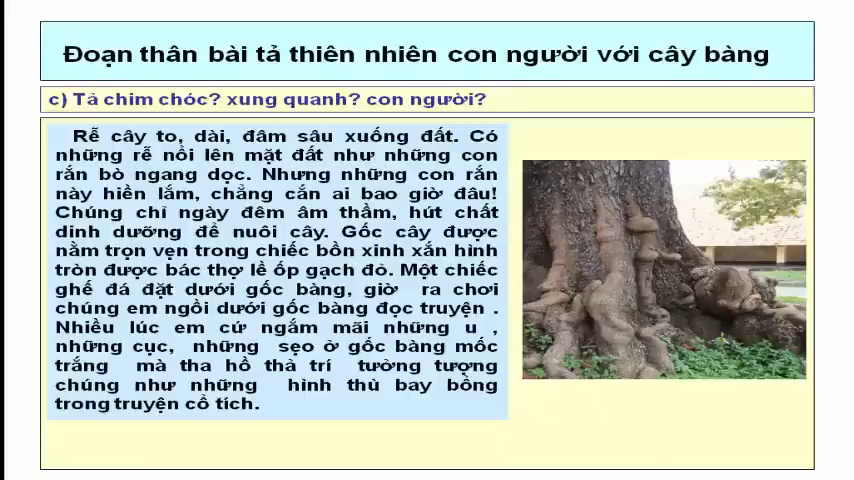 Đoạn thân bài tả thiên nhiên con người với cây bàng
c) Tả chim chóc? xung quanh? con người?
Rễ cây to, dài, đâm sâu xuống đất. Có
những rễ nổi lên mặt đất như những con
rắn bò ngang dọc. Nhưng những con rắn
này hiền lắm, chẳng cắn ai bao giờ đâu!
Chúng chỉ ngày đêm âm thầm, hút chất
dinh dưỡng để nuôi cây. Gốc cây được
nằm trọn vẹn trong chiếc bồn xinh xắn hình
tròn được bác thợ lề ốp gạch đỏ. Một chiếc
ghế đá đặt dưới gốc bàng, giờ ra chơi
chúng em ngồi dưới gốc bàng đọc truyện .
Nhiều lúc em cứ ngắm mãi những u ,
những cục, những sẹo ở gốc bàng mốc
trắng mà tha hồ thả trí tưởng tượng
chúng như những hình thù bay bổng
trong truyện cổ tích.